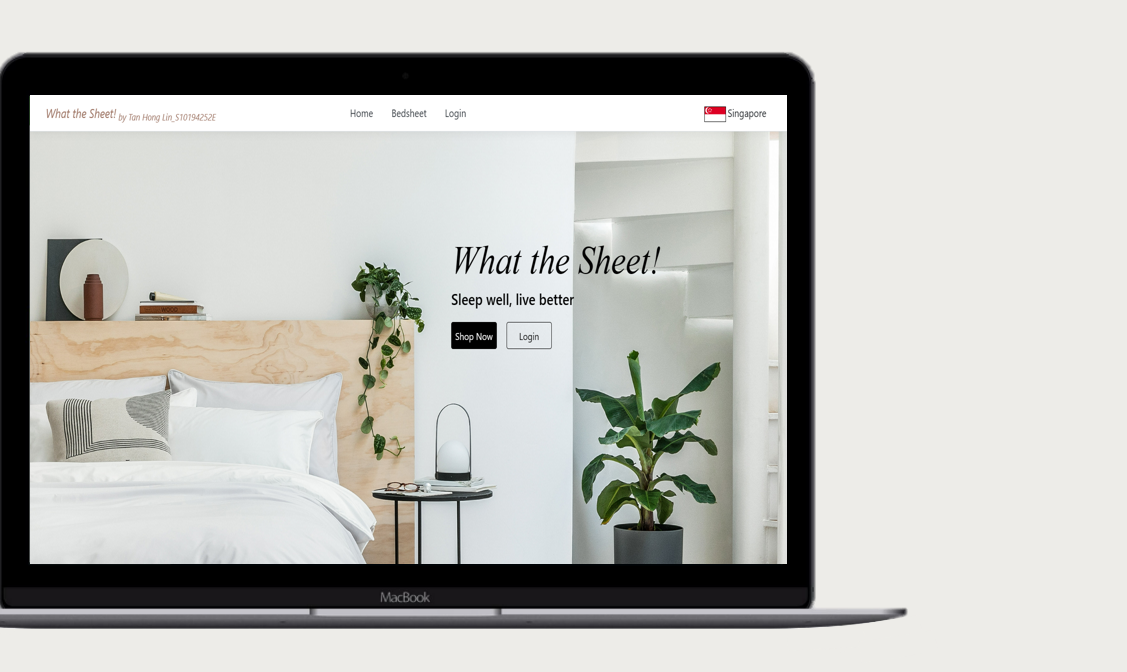 What the Sheet! by Tan Hong Lin_S10194252E
Home Bedsheet Login
Singapore
What the Sheet!
Sleep well, live better
Shop Now Login
WOOD
MacBook